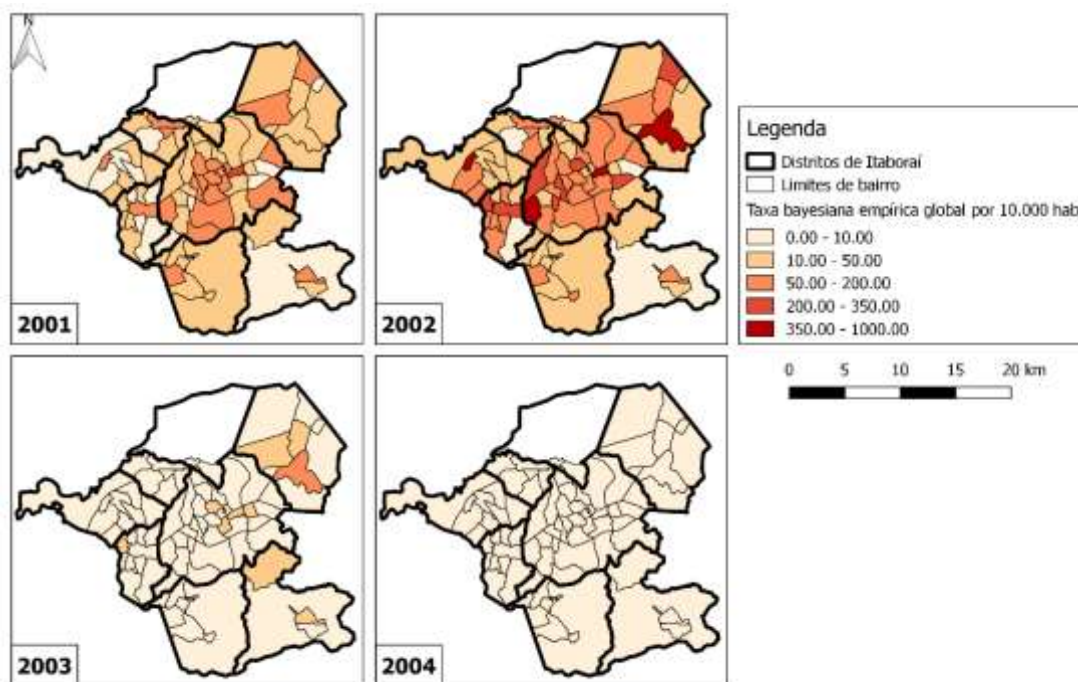 N
2001
2002
Legenda
Distritos de Itaboraí
Limites de bairro
Taxa bayesiana empírica global por 10.000 hab
0.00 - 10.00
10.00 - 50.00
50.00 - 200.00
200.00 - 350.00
350.00 - 1000.00
0 5 10 15 20 km
2003
2004